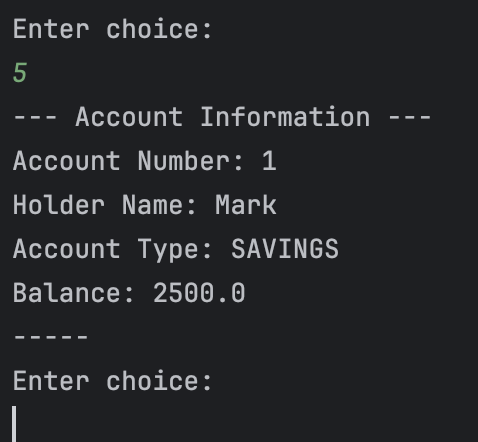 Enter choice:
5
--- Account Information ---
Account Number: 1
Holder Name: Mark
Account Type: SAVINGS
Balance: 2500.0
-----
Enter choice: